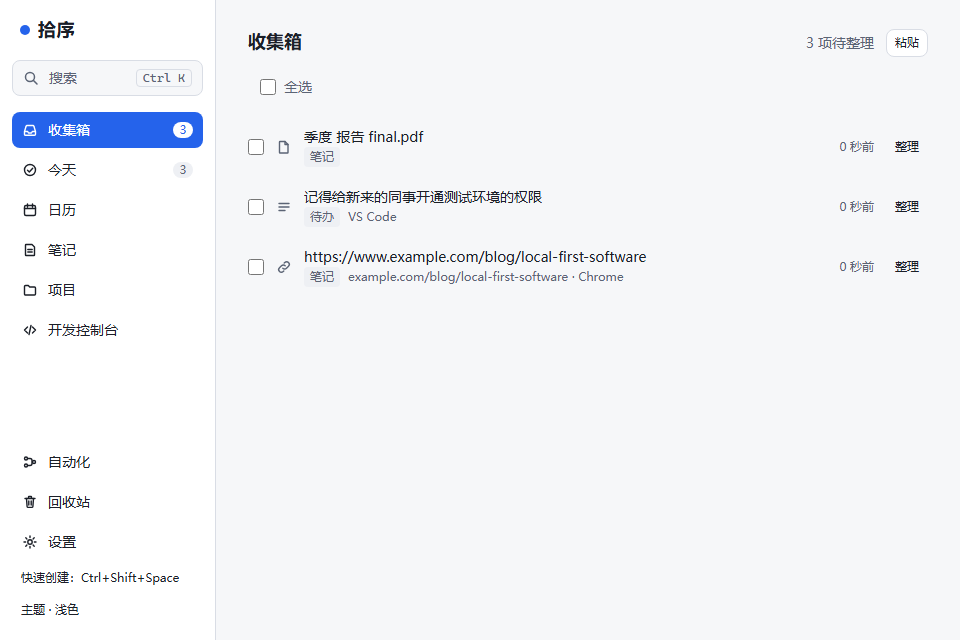 拾序
搜索 Ctrl K
收集箱 3
今天 3
日历
笔记
项目
开发控制台
自动化
回收站
设置
快速创建：Ctrl+Shift+Space
主题 · 浅色
收集箱 3 项待整理 粘贴
全选
季度 报告 final.pdf
笔记
0 秒前 整理
记得给新来的同事开通测试环境的权限
待办 VS Code
0 秒前 整理
https://www.example.com/blog/local-first-software
笔记 example.com/blog/local-first-software · Chrome
0 秒前 整理